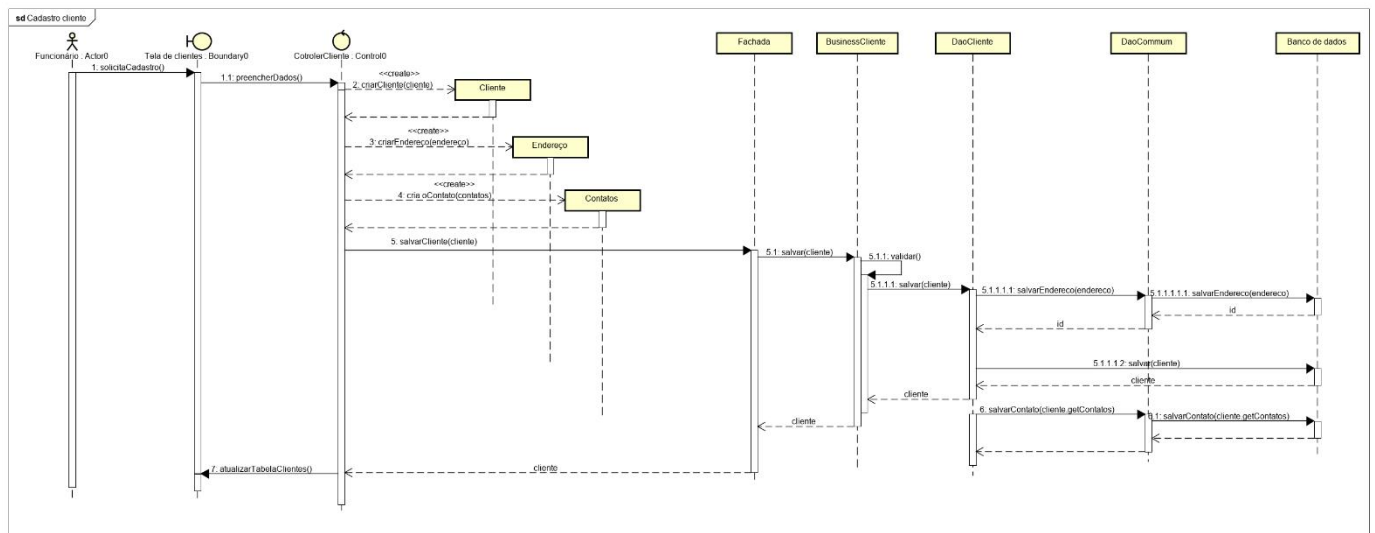 sd Cadastro cliente
Funcionário : Actor0
Tela de clientes : Boundary0
CotrolerCliente : Control0
Fachada
BusinessCliente
DaoCliente
DaoCommum
Banco de dados
1: solicitaCadastro()
1.1: preencherDados()
<<create>>
2: criarCliente(cliente)
Cliente
<<create>>
3: criarEndereço(endereço)
Endereço
<<create>>
4: cria oContato(contatos)
Contatos
5: salvarCliente(cliente)
5.1: salvar(cliente)
5.1.1: validar()
5.1.1.1: salvar(cliente)
5.1.1.1.1: salvarEndereco(endereco)
5.1.1.1.1.1: salvarEndereco(endereco)
id
id
5.1.1.1.2: salvar(cliente)
cliente
cliente
6: salvarContato(cliente.getContatos)
6.1: salvarContato(cliente.getContatos)
cliente
7: atualizarTabelaClientes()
cliente